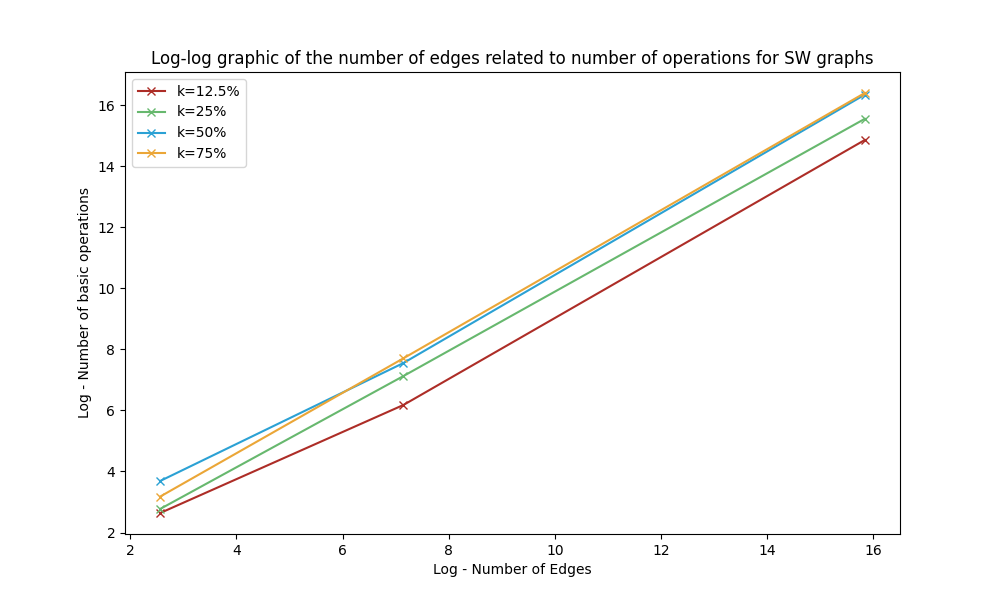 Log-log graphic of the number of edges related to number of operations for SW graphs
k=12.5%
k=25%
k=50%
k=75%
Log - Number of basic operations
16
14
12
10
8
6
4
2
2 4 6 8 10 12 14 16
Log - Number of Edges